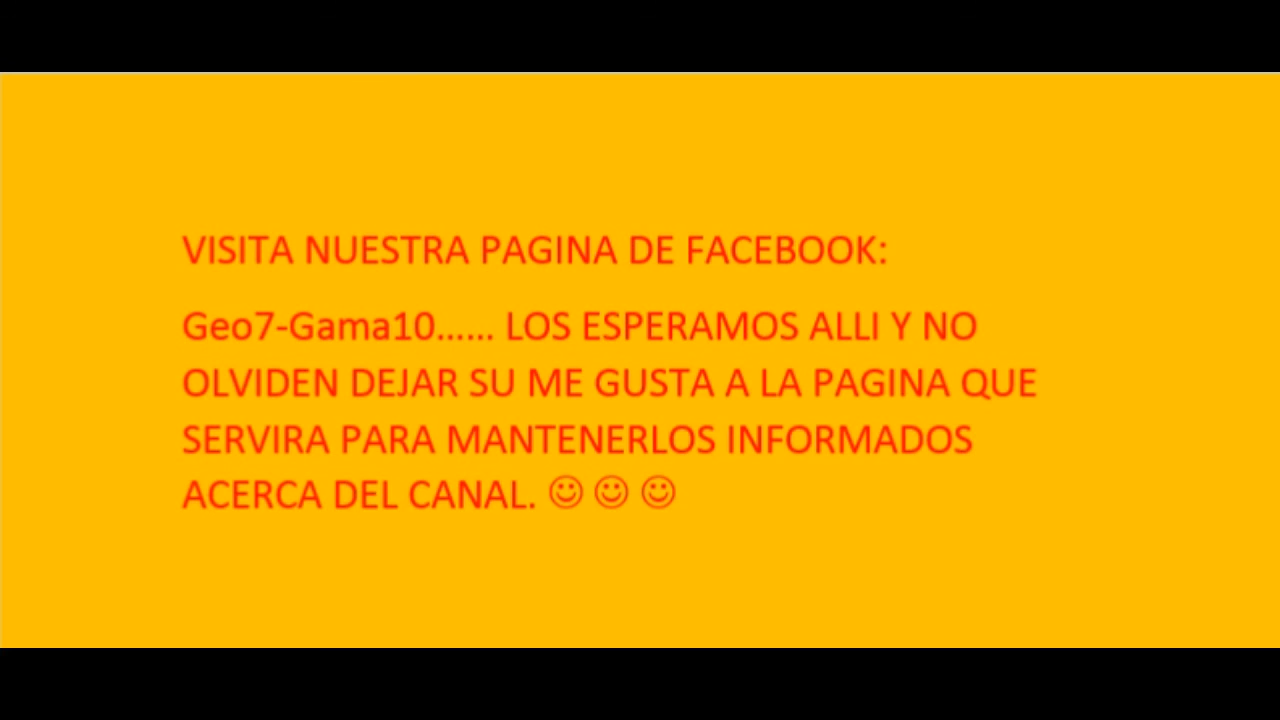 VISITA NUESTRA PAGINA DE FACEBOOK:
Geo7-Gama10...... LOS ESPERAMOS ALLI Y NO
OLVIDEN DEJAR SU ME GUSTA A LA PAGINA QUE
SERVIRA PARA MANTENERLOS INFORMADOS
ACERCA DEL CANAL. ☺ ☺ ☺